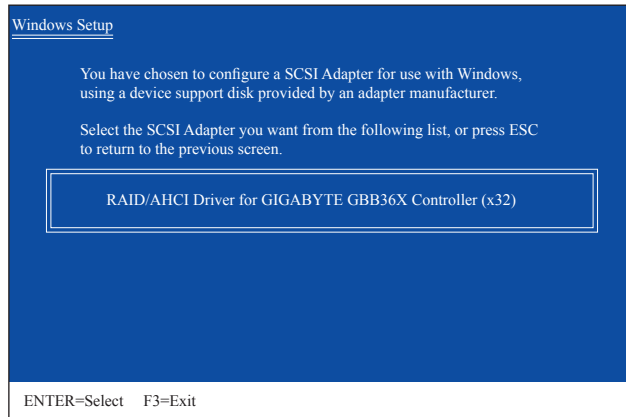 Windows Setup
You have chosen to configure a SCSI Adapter for use with Windows,
using a device support disk provided by an adapter manufacturer.
Select the SCSI Adapter you want from the following list, or press ESC
to return to the previous screen.
RAID/AHCI Driver for GIGABYTE GBB36X Controller (x32)
ENTER=Select F3=Exit